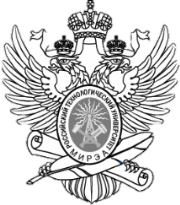 РОССИЙСКИЙ ТЕХНОЛОГИЧЕСКИЙ УНИВЕРСИТЕТ
МИРЭА